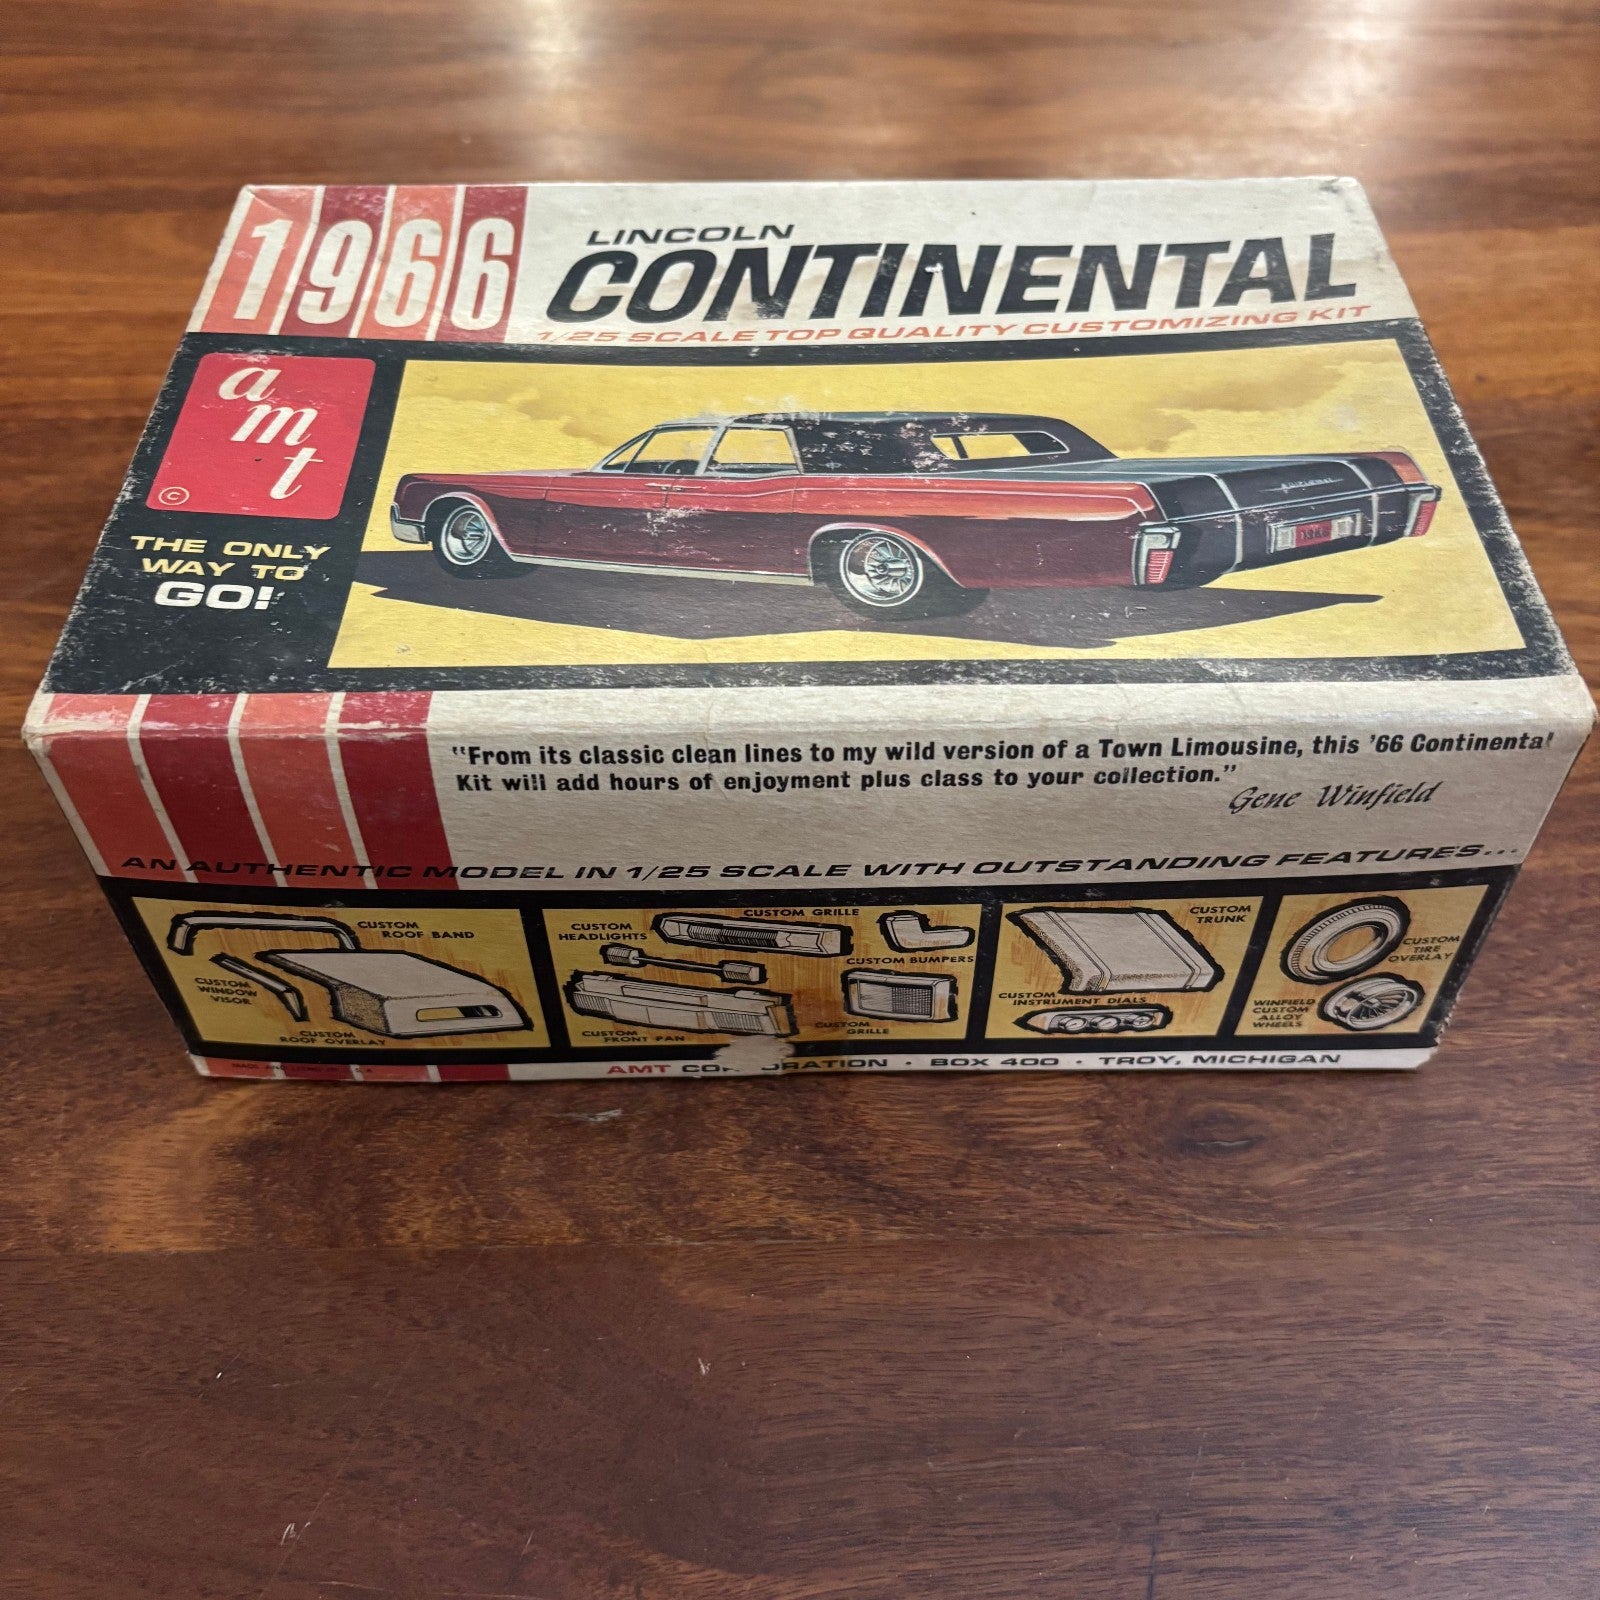 1966
LINCOLN
CONTINENTAL
1/25 SCALE TOP QUALITY CUSTOMIZING KIT
amt
©
THE ONLY
WAY TO
GO!
1966
"From its classic clean lines to my wild version of a Town Limousine, this '66 Continental
Kit will add hours of enjoyment plus class to your collection."
Gene Winfield
AN AUTHENTIC MODEL IN 1/25 SCALE WITH OUTSTANDING FEATURES...
CUSTOM
ROOF BAND
CUSTOM
WINDOW
VISOR
CUSTOM
ROOF OVERLAY
CUSTOM
HEADLIGHTS
CUSTOM GRILLE
CUSTOM BUMPERS
CUSTOM
FRONT PAN
CUSTOM
GRILLE
CUSTOM
TRUNK
CUSTOM
INSTRUMENT DIALS
CUSTOM
TIRE
OVERLAY
WINFIELD
CUSTOM
ALLOY
WHEELS
AMT CO RATION • BOX 400 • TROY, MICHIGAN